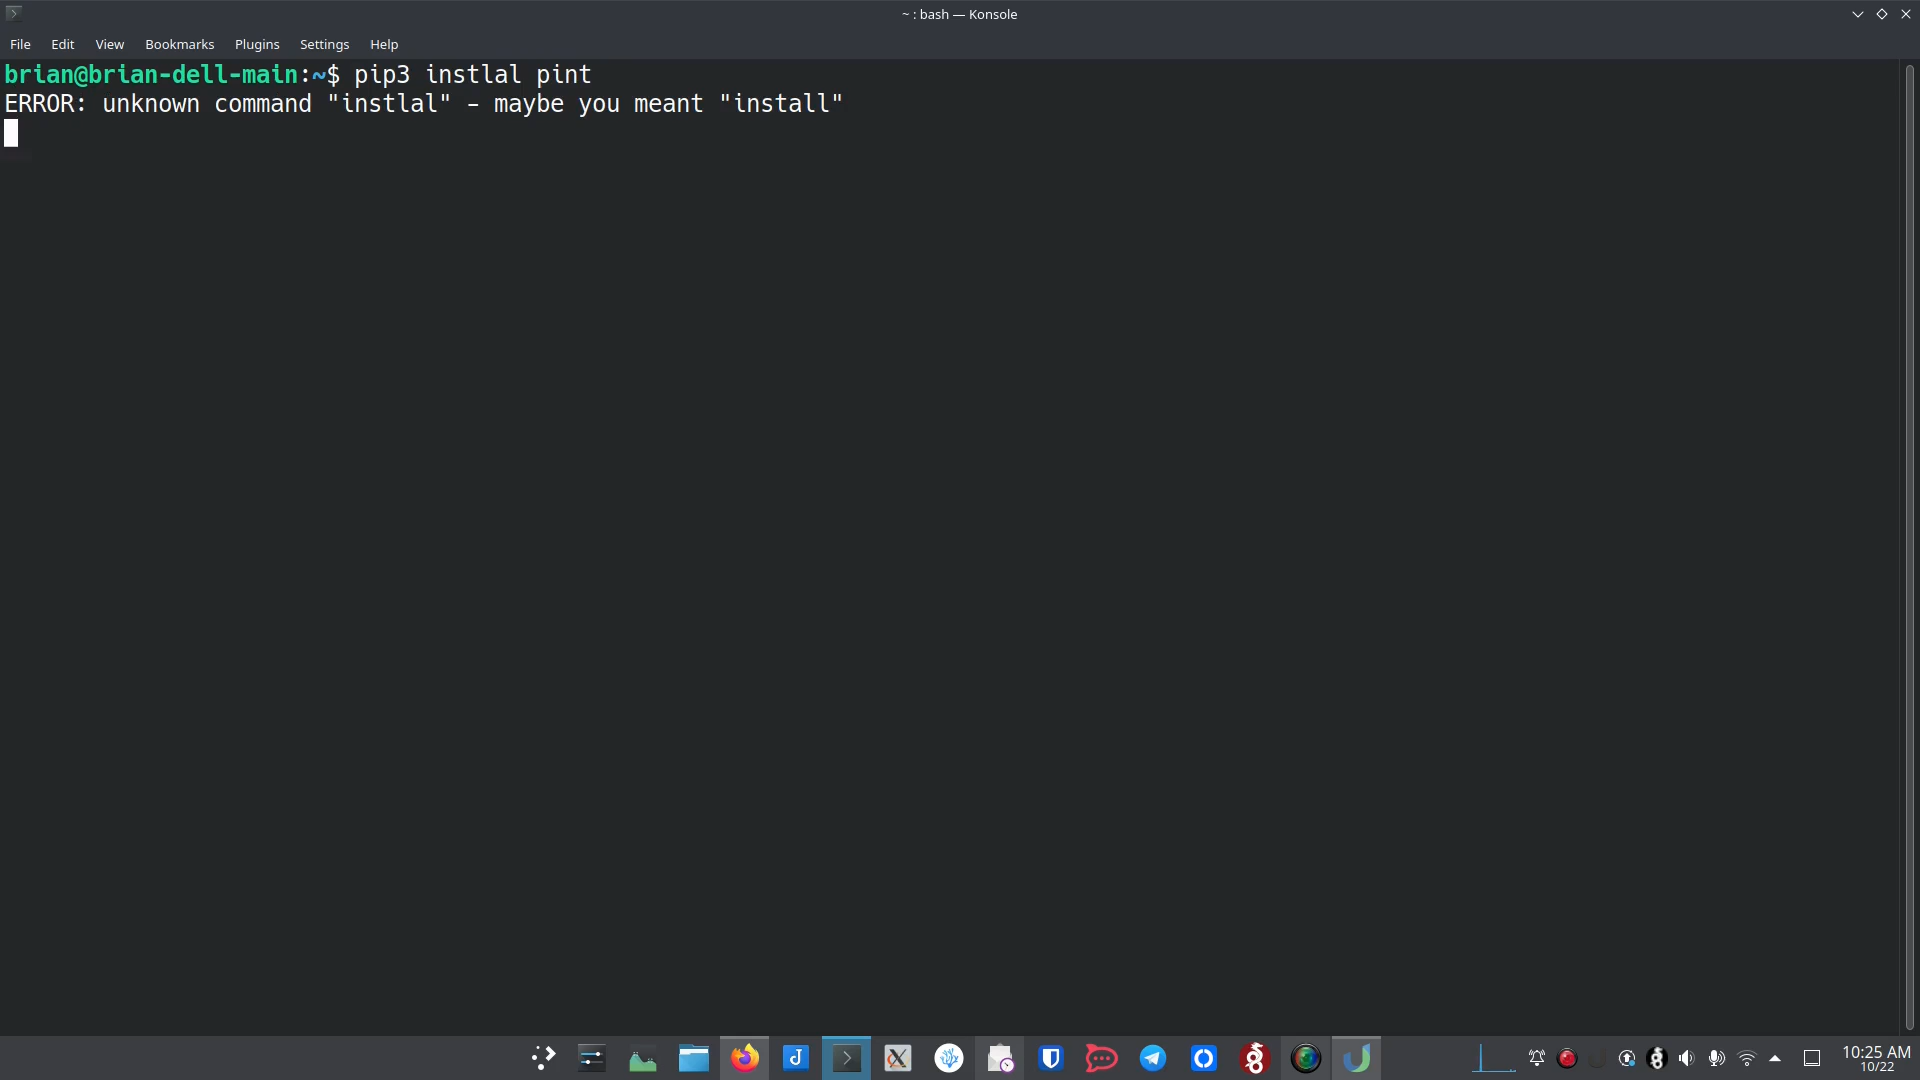 ~ : bash — Konsole
File Edit View Bookmarks Plugins Settings Help
brian@brian-dell-main:~$ pip3 instlal pint
ERROR: unknown command "instlal" - maybe you meant "install"
10:25 AM
10/22